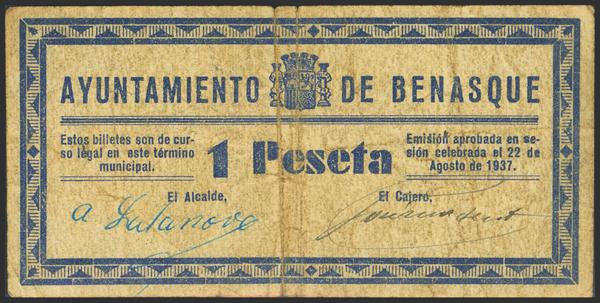 AYUNTAMIENTO DE BENASQUE
Estos billetes son de cur-
so legal en este término
municipal.
1 Peseta
Emisión aprobada en se-
sión celebrada el 22 de
Agosto de 1937.
El Alcalde,
El Cajero,